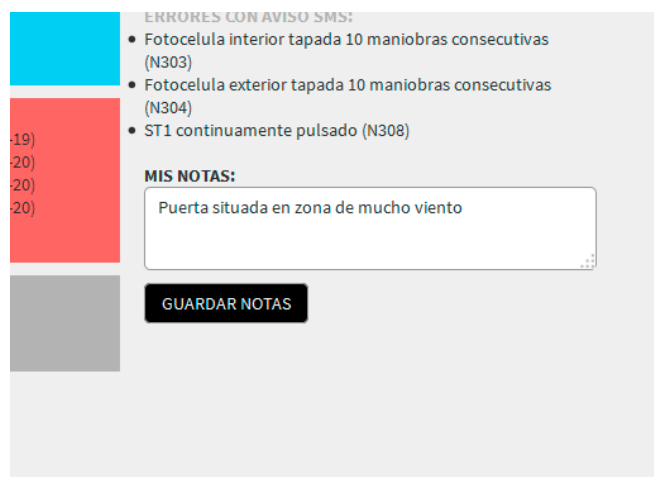 ERRORES CON AVISO SMS:
• Fotocelula interior tapada 10 maniobras consecutivas
(N303)
• Fotocelula exterior tapada 10 maniobras consecutivas
(N304)
• ST1 continuamente pulsado (N308)
-19)
-20)
-20)
-20)
MIS NOTAS:
Puerta situada en zona de mucho viento
GUARDAR NOTAS